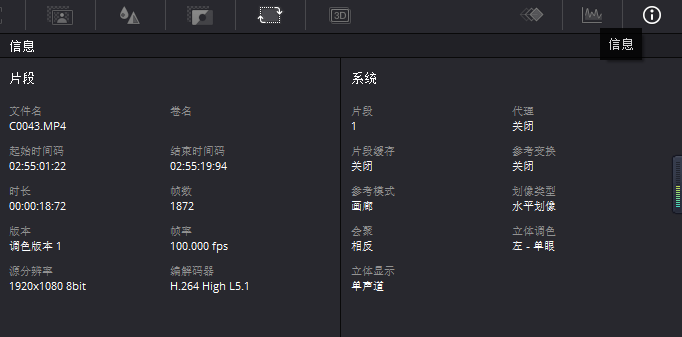 3D
信息
信息
片段
系统
文件名
卷名
片段
代理
C0043.MP4
1
关闭
起始时间码
结束时间码
片段缓存
参考变换
02:55:01:22
02:55:19:94
关闭
关闭
时长
帧数
参考模式
划像类型
00:00:18:72
1872
画廊
水平划像
版本
帧率
会聚
立体调色
调色版本 1
100.000 fps
相反
左 - 单眼
源分辨率
编解码器
立体显示
1920x1080 8bit
H.264 High L5.1
单声道